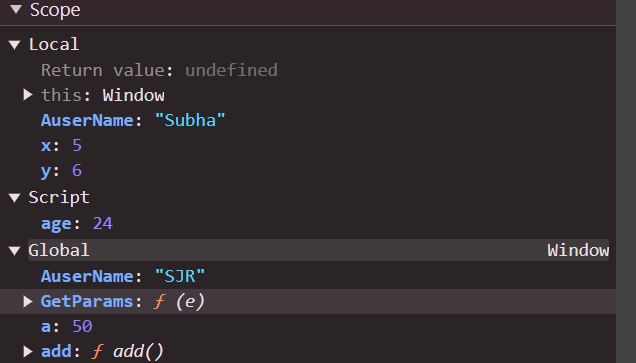 Scope
Local
Return value: undefined
this: Window
AuserName: "Subha"
x: 5
y: 6
Script
age: 24
Global Window
AuserName: "SJR"
GetParams: ƒ (e)
a: 50
add: ƒ add()